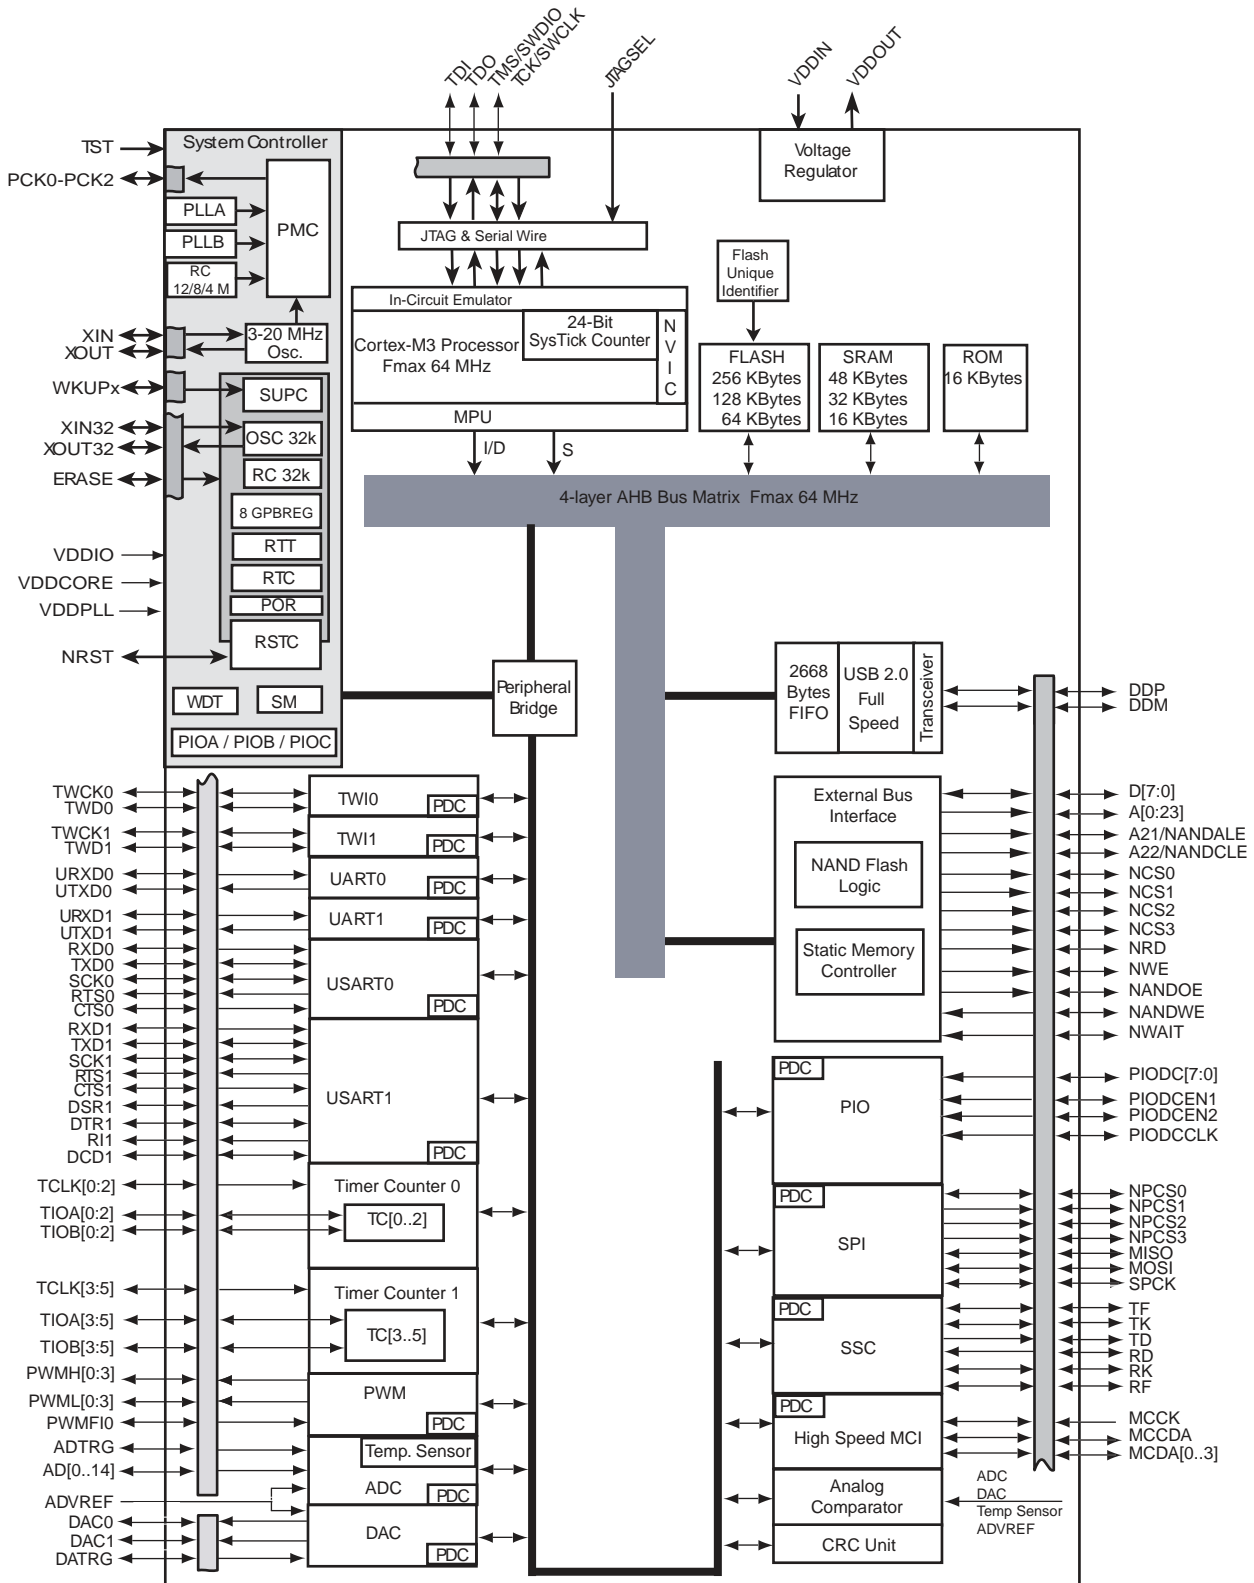 TDI
TDO
TMS/SWDIO
TCK/SWCLK
JTAGSEL
VDDIN
VDDOUT
System Controller
TST
PCK0-PCK2
PLLA
PLLB
RC
12/8/4 M
PMC
XIN
XOUT
3-20 MHz
Osc.
WKUPx
SUPC
XIN32
XOUT32
OSC 32k
ERASE
RC 32k
8 GPBREG
RTT
VDDIO
RTC
VDDCORE
POR
VDDPLL
RSTC
NRST
WDT
SM
PIOA / PIOB / PIOC
JTAG & Serial Wire
In-Circuit Emulator
Cortex-M3 Processor
Fmax 64 MHz
24-Bit
SysTick Counter
N
V
I
C
MPU
I/D
S
Voltage
Regulator
Flash
Unique
Identifier
FLASH
256 KBytes
128 KBytes
64 KBytes
SRAM
48 KBytes
32 KBytes
16 KBytes
ROM
16 KBytes
4-layer AHB Bus Matrix Fmax 64 MHz
Peripheral
Bridge
2668
Bytes
FIFO
USB 2.0
Full
Speed
Transceiver
DDP
DDM
TWCK0
TWD0
TWI0
PDC
TWCK1
TWD1
TWI1
PDC
URXD0
UTXD0
UART0
PDC
URXD1
UTXD1
UART1
PDC
RXD0
TXD0
SCK0
RTS0
CTS0
USART0
PDC
RXD1
TXD1
SCK1
RTS1
CTS1
DSR1
DTR1
RI1
DCD1
USART1
PDC
TCLK[0:2]
TIOA[0:2]
TIOB[0:2]
Timer Counter 0
TC[0..2]
TCLK[3:5]
TIOA[3:5]
TIOB[3:5]
Timer Counter 1
TC[3..5]
PWMH[0:3]
PWML[0:3]
PWMFI0
PWM
PDC
ADTRG
AD[0..14]
ADVREF
Temp. Sensor
ADC
PDC
DAC0
DAC1
DATRG
DAC
PDC
External Bus
Interface
NAND Flash
Logic
Static Memory
Controller
D[7:0]
A[0:23]
A21/NANDALE
A22/NANDCLE
NCS0
NCS1
NCS2
NCS3
NRD
NWE
NANDOE
NANDWE
NWAIT
PDC
PIO
PIODC[7:0]
PIODCEN1
PIODCEN2
PIODCCLK
PDC
SPI
NPCS0
NPCS1
NPCS2
NPCS3
MISO
MOSI
SPCK
PDC
SSC
TF
TK
TD
RD
RK
RF
PDC
High Speed MCI
MCCK
MCCDA
MCDA[0..3]
Analog
Comparator
ADC
DAC
Temp Sensor
ADVREF
CRC Unit